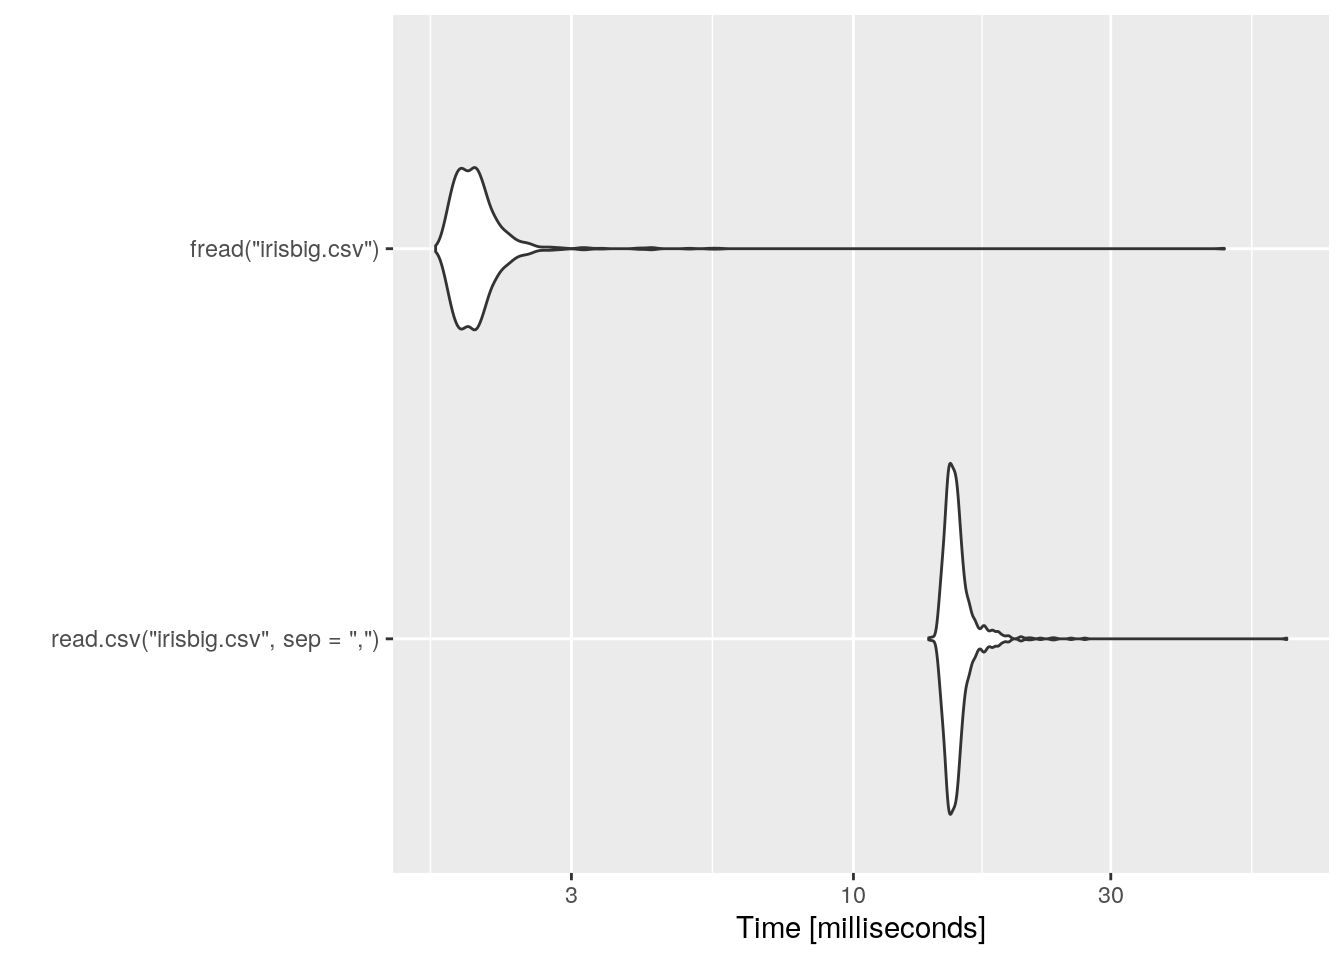 fread("irisbig.csv")
read.csv("irisbig.csv", sep = ",")
3 10 30
Time [milliseconds]